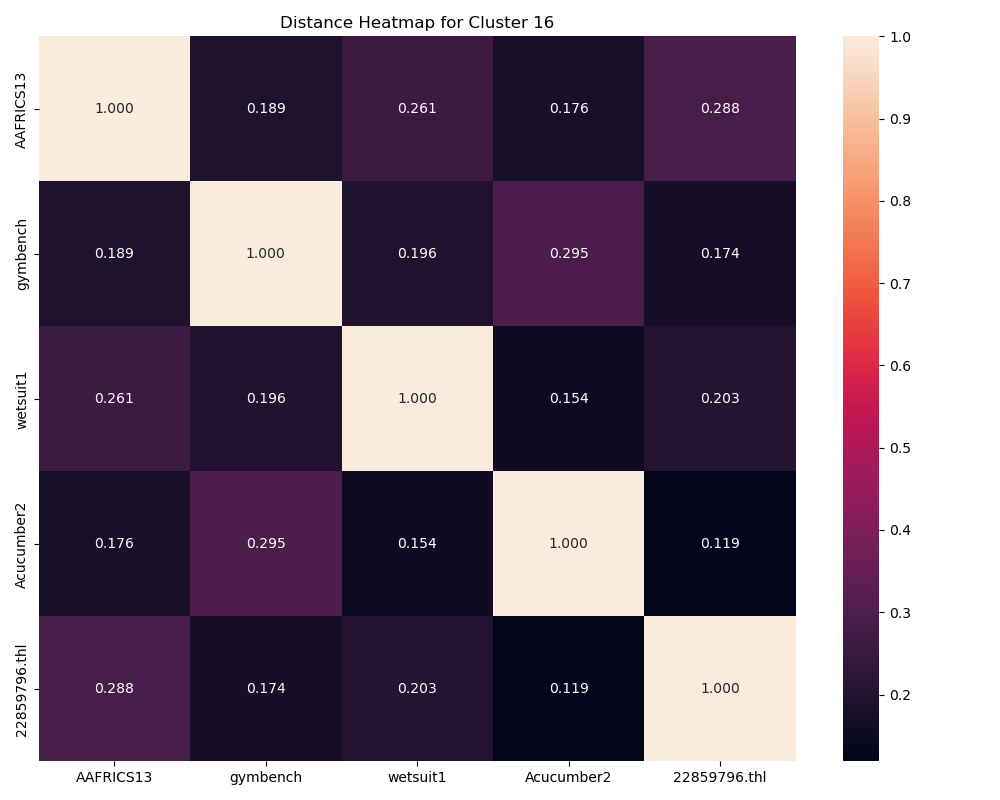 Distance Heatmap for Cluster 16
AAFRICS13 1.000 0.189 0.261 0.176 0.288
gymbench 0.189 1.000 0.196 0.295 0.174
wetsuit1 0.261 0.196 1.000 0.154 0.203
Acucumber2 0.176 0.295 0.154 1.000 0.119
22859796.thl 0.288 0.174 0.203 0.119 1.000
AAFRICS13 gymbench wetsuit1 Acucumber2 22859796.thl
1.0
0.9
0.8
0.7
0.6
0.5
0.4
0.3
0.2